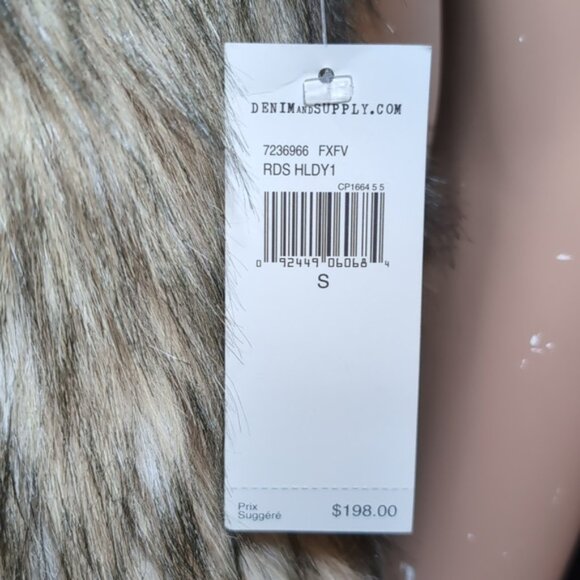 DENIMANDSUPPLY.COM
7236966 FXFV
RDS HLDY1
CP1664 5 5
0 92449 06068 4
S
Prix
Suggéré
$198.00